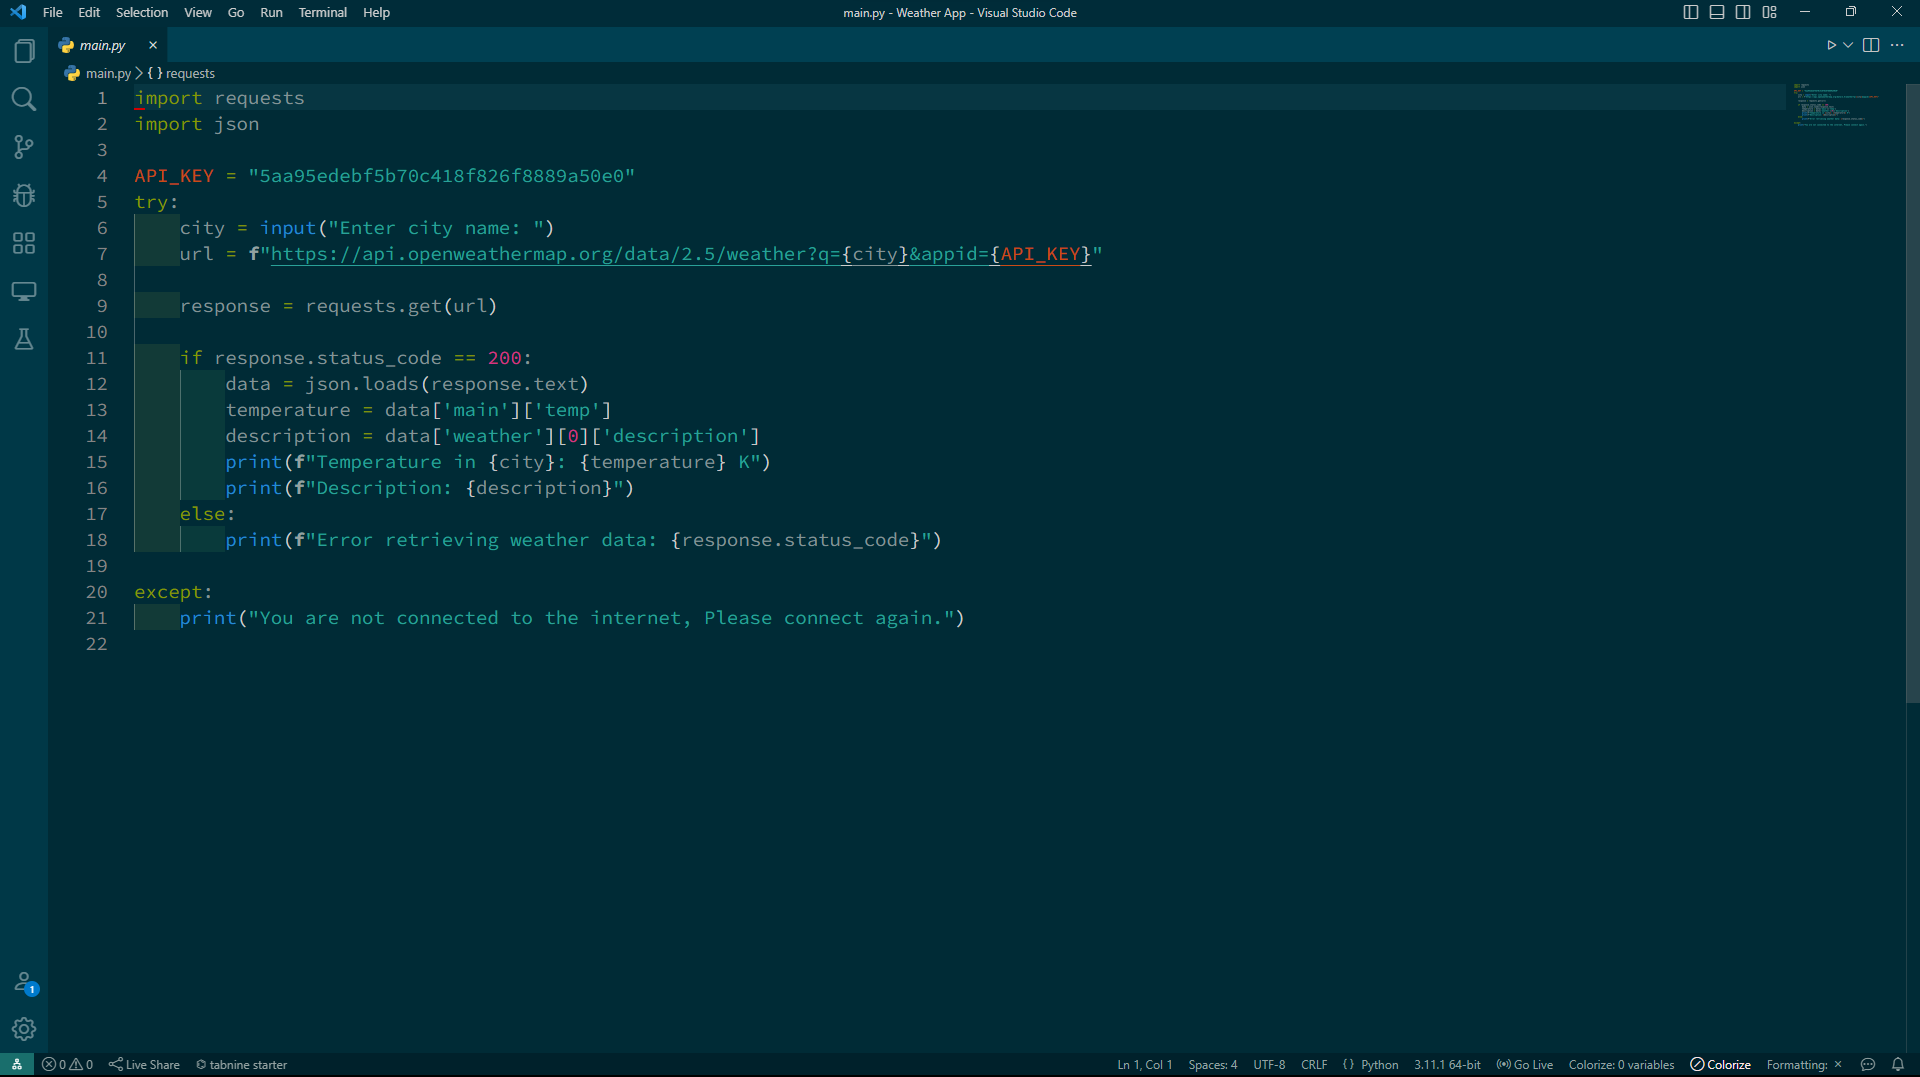 File Edit Selection View Go Run Terminal Help
main.py - Weather App - Visual Studio Code
main.py
main.py > { } requests
1 import requests
2 import json
3
4 API_KEY = "5aa95edebf5b70c418f826f8889a50e0"
5 try:
6     city = input("Enter city name: ")
7     url = f"https://api.openweathermap.org/data/2.5/weather?q={city}&appid={API_KEY}"
8
9     response = requests.get(url)
10
11     if response.status_code == 200:
12         data = json.loads(response.text)
13         temperature = data['main']['temp']
14         description = data['weather'][0]['description']
15         print(f"Temperature in {city}: {temperature} K")
16         print(f"Description: {description}")
17     else:
18         print(f"Error retrieving weather data: {response.status_code}")
19
20 except:
21     print("You are not connected to the internet, Please connect again.")
22
1
0 0 Live Share tabnine starter
Ln 1, Col 1 Spaces: 4 UTF-8 CRLF { } Python 3.11.1 64-bit Go Live Colorize: 0 variables Colorize Formatting: ×